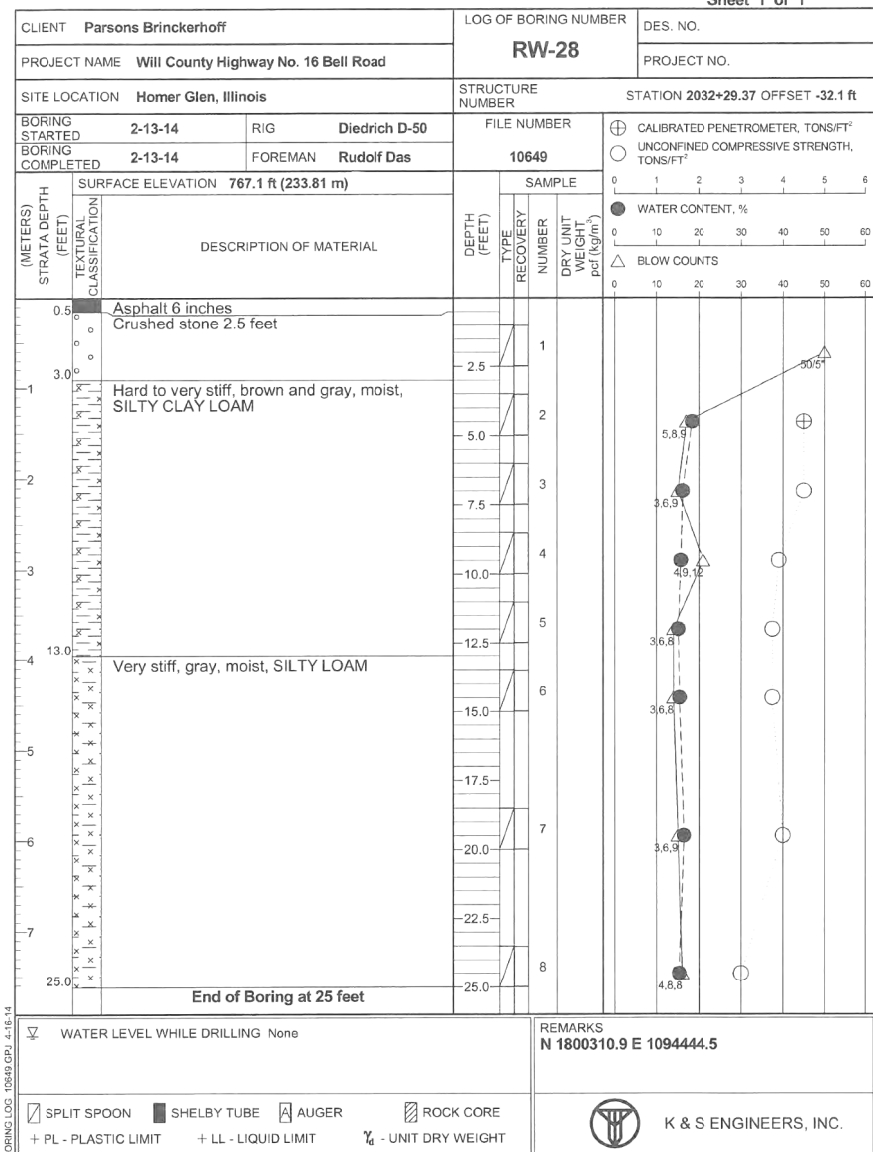 Sheet 1 of 1
CLIENT Parsons Brinckerhoff
LOG OF BORING NUMBER
RW-28
DES. NO.
PROJECT NAME Will County Highway No. 16 Bell Road
PROJECT NO.
SITE LOCATION Homer Glen, Illinois
STRUCTURE NUMBER
STATION 2032+29.37 OFFSET -32.1 ft
BORING STARTED 2-13-14 RIG Diedrich D-50
FILE NUMBER
10649
BORING COMPLETED 2-13-14 FOREMAN Rudolf Das
CALIBRATED PENETROMETER, TONS/FT²
UNCONFINED COMPRESSIVE STRENGTH, TONS/FT²
0 1 2 3 4 5 6
WATER CONTENT, %
0 10 20 30 40 50 60
BLOW COUNTS
0 10 20 30 40 50 60
SURFACE ELEVATION 767.1 ft (233.81 m)
SAMPLE
(METERS)
STRATA DEPTH
(FEET)
TEXTURAL
CLASSIFICATION
DESCRIPTION OF MATERIAL
DEPTH
(FEET)
TYPE
RECOVERY
NUMBER
DRY UNIT
WEIGHT
pcf (kg/m³)
0.5 Asphalt 6 inches
Crushed stone 2.5 feet
1
50/5"
2.5
3.0
1
Hard to very stiff, brown and gray, moist,
SILTY CLAY LOAM
2
5,8,9
5.0
2
3
3,6,9
7.5
4
4,9,12
3
10.0
5
3,6,8
12.5
13.0
4
Very stiff, gray, moist, SILTY LOAM
6
3,6,8
15.0
5
17.5
7
6
3,6,9
20.0
22.5
7
8
4,8,8
25.0
25.0
End of Boring at 25 feet
WATER LEVEL WHILE DRILLING None
REMARKS
N 1800310.9 E 1094444.5
SPLIT SPOON SHELBY TUBE A AUGER ROCK CORE
+ PL - PLASTIC LIMIT + LL - LIQUID LIMIT γd - UNIT DRY WEIGHT
K & S ENGINEERS, INC.
ORING LOG 10649.GPJ 4-16-14